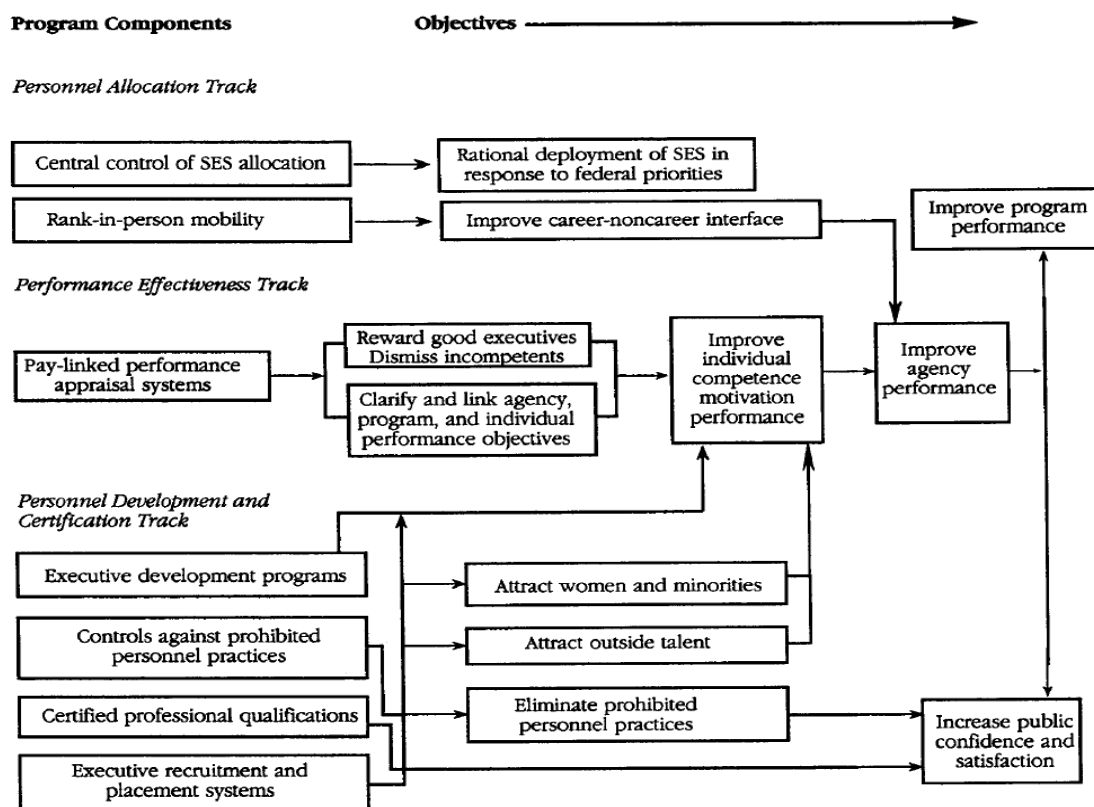 Program Components
Objectives
Personnel Allocation Track
Central control of SES allocation
Rational deployment of SES in
response to federal priorities
Rank-in-person mobility
Improve career-noncareer interface
Improve program
performance
Performance Effectiveness Track
Pay-linked performance
appraisal systems
Reward good executives
Dismiss incompetents
Clarify and link agency,
program, and individual
performance objectives
Improve
individual
competence
motivation
performance
Improve
agency
performance
Personnel Development and
Certification Track
Executive development programs
Attract women and minorities
Controls against prohibited
personnel practices
Attract outside talent
Certified professional qualifications
Eliminate prohibited
personnel practices
Executive recruitment and
placement systems
Increase public
confidence and
satisfaction